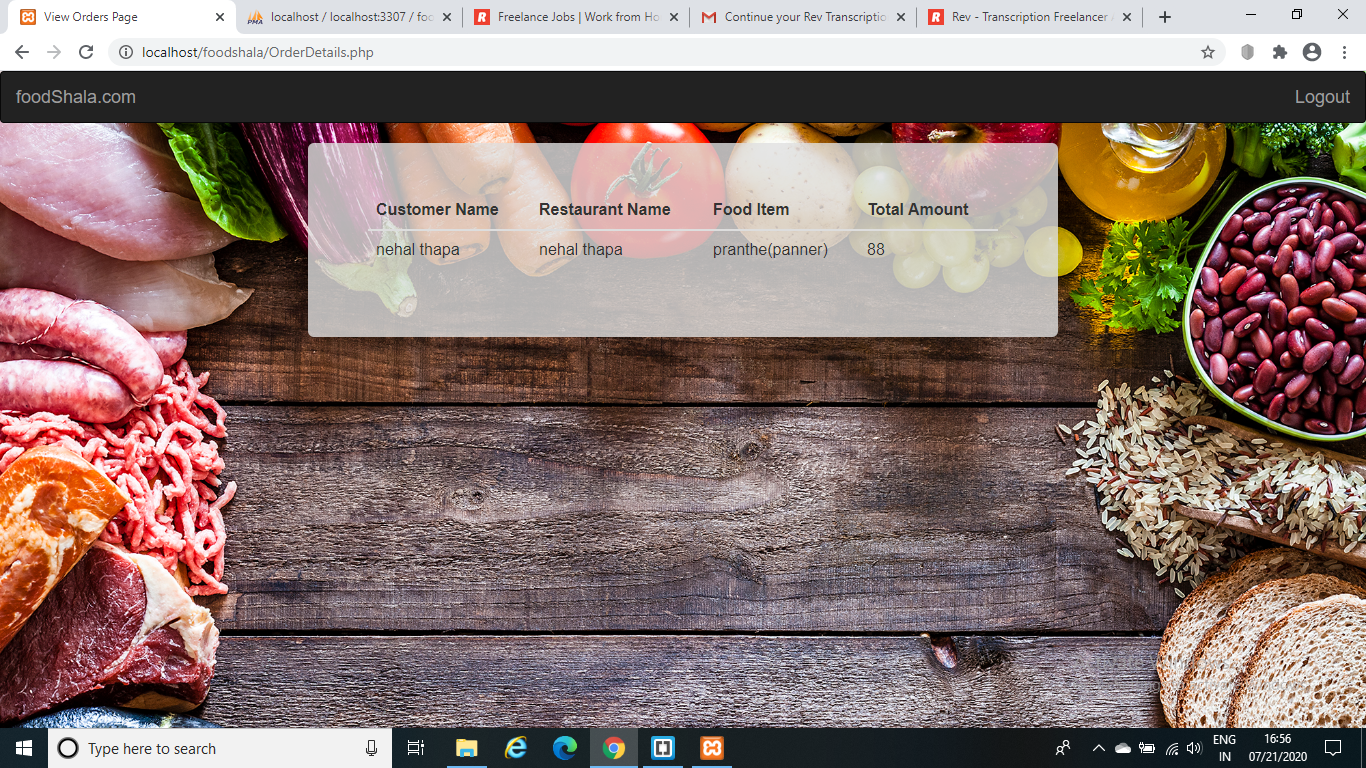 View Orders Page
localhost / localhost:3307 / foo
Freelance Jobs | Work from Ho
Continue your Rev Transcriptio
Rev - Transcription Freelancer A
localhost/foodshala/OrderDetails.php
foodShala.com Logout
Customer Name Restaurant Name Food Item Total Amount
nehal thapa nehal thapa pranthe(panner) 88
Type here to search
ENG
IN
16:56
07/21/2020